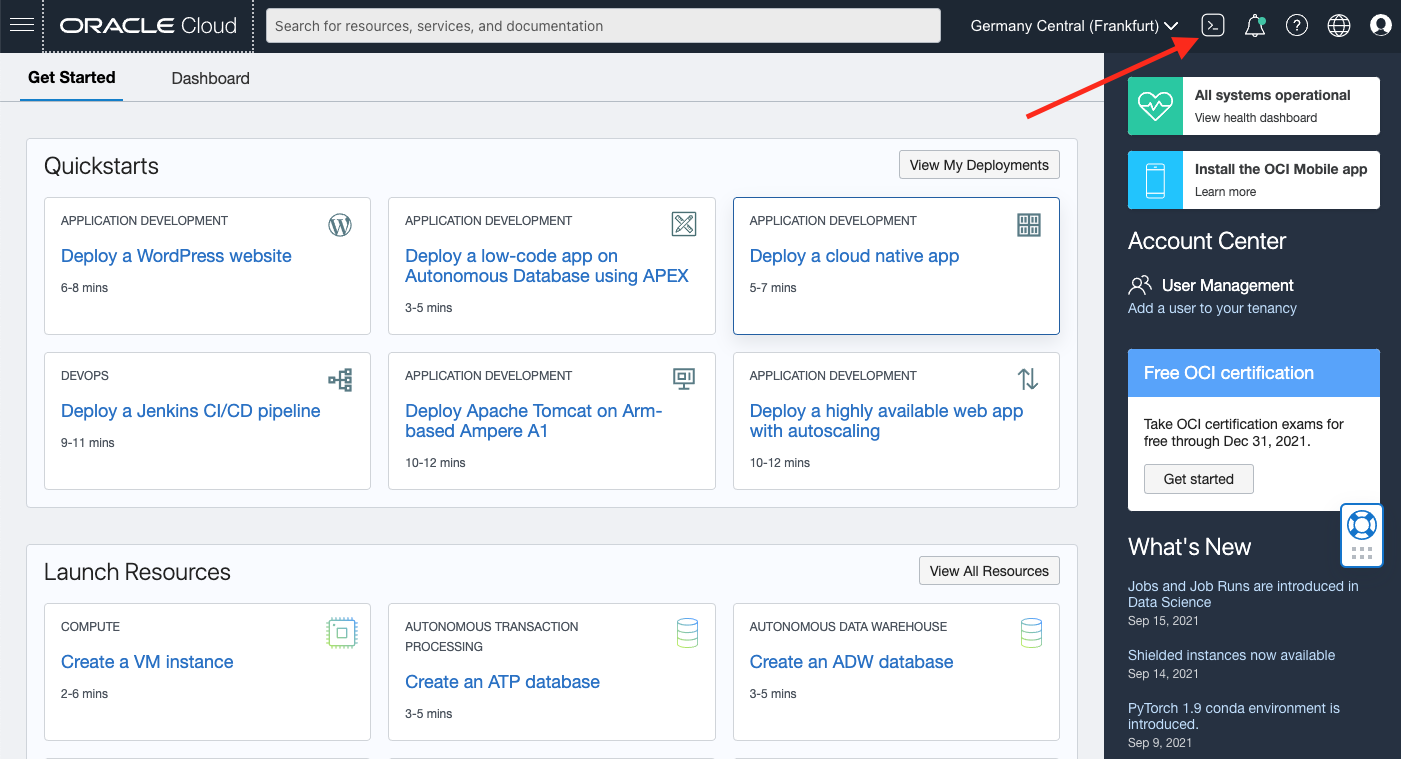 ORACLE Cloud
Search for resources, services, and documentation
Germany Central (Frankfurt)
Get Started
Dashboard
Quickstarts
View My Deployments
APPLICATION DEVELOPMENT
Deploy a WordPress website
6-8 mins
APPLICATION DEVELOPMENT
Deploy a low-code app on
Autonomous Database using APEX
3-5 mins
APPLICATION DEVELOPMENT
Deploy a cloud native app
5-7 mins
DEVOPS
Deploy a Jenkins CI/CD pipeline
9-11 mins
APPLICATION DEVELOPMENT
Deploy Apache Tomcat on Arm-
based Ampere A1
10-12 mins
APPLICATION DEVELOPMENT
Deploy a highly available web app
with autoscaling
10-12 mins
Launch Resources
View All Resources
COMPUTE
Create a VM instance
2-6 mins
AUTONOMOUS TRANSACTION
PROCESSING
Create an ATP database
3-5 mins
AUTONOMOUS DATA WAREHOUSE
Create an ADW database
3-5 mins
All systems operational
View health dashboard
Install the OCI Mobile app
Learn more
Account Center
User Management
Add a user to your tenancy
Free OCI certification
Take OCI certification exams for
free through Dec 31, 2021.
Get started
What's New
Jobs and Job Runs are introduced in
Data Science
Sep 15, 2021
Shielded instances now available
Sep 14, 2021
PyTorch 1.9 conda environment is
introduced.
Sep 9, 2021